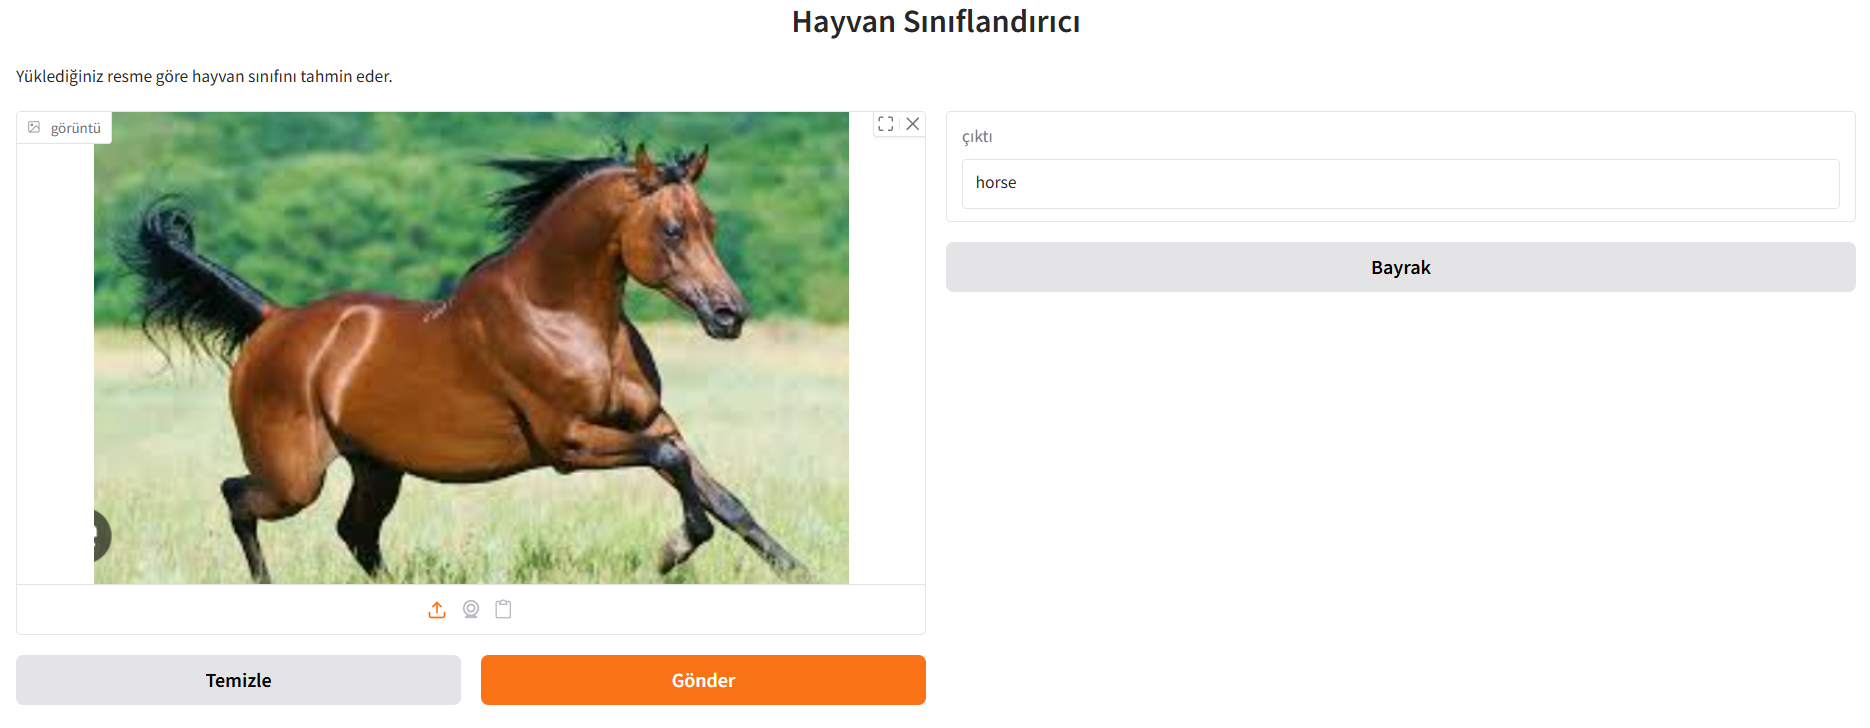 Hayvan Sınıflandırıcı
Yüklediğiniz resme göre hayvan sınıfını tahmin eder.
görüntü
çıktı
horse
Bayrak
Temizle
Gönder